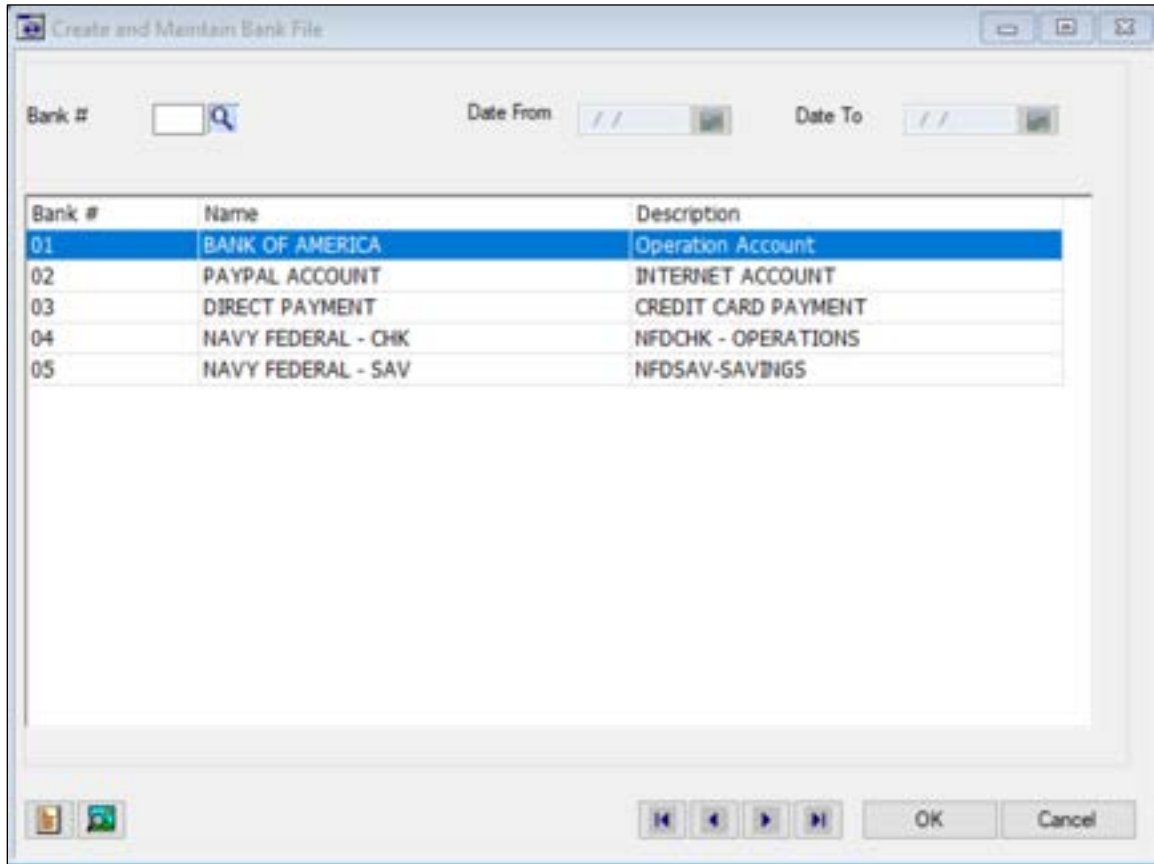 Create and Maintain Bank File
Bank # Date From / / Date To / /
Bank # Name Description
01 BANK OF AMERICA Operation Account
02 PAYPAL ACCOUNT INTERNET ACCOUNT
03 DIRECT PAYMENT CREDIT CARD PAYMENT
04 NAVY FEDERAL - CHK NFDCHK - OPERATIONS
05 NAVY FEDERAL - SAV NFDSAV-SAVINGS
OK Cancel